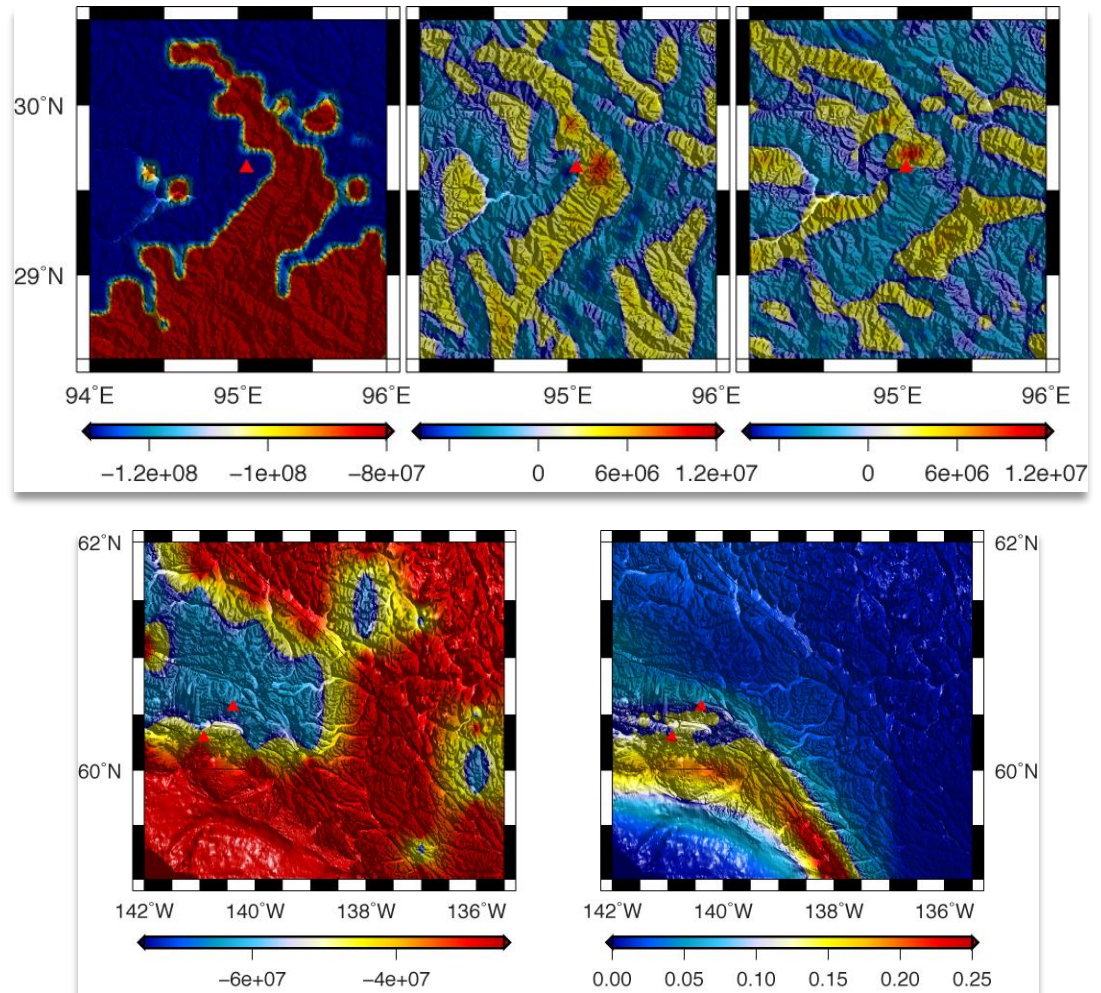 30°N
29°N
94°E 95°E 96°E 95°E 96°E 95°E 96°E
−1.2e+08 −1e+08 −8e+07 0 6e+06 1.2e+07 0 6e+06 1.2e+07
62°N 62°N
60°N 60°N
142°W 140°W 138°W 136°W 142°W 140°W 138°W 136°W
−6e+07 −4e+07 0.00 0.05 0.10 0.15 0.20 0.25